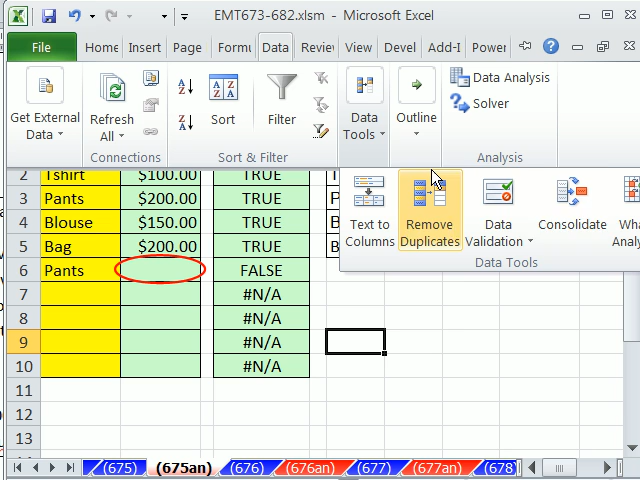 EMT673-682.xlsm - Microsoft Excel
File Home Insert Page Formu Data Review View Devel Add-I Power
Get External Data
Refresh All
Connections
Sort
Filter
Sort & Filter
Data Tools
Outline
Data Analysis
Solver
Analysis
Text to Columns
Remove Duplicates
Data Validation
Consolidate
Data Tools
2 Tshirt $100.00 TRUE T
3 Pants $200.00 TRUE P
4 Blouse $150.00 TRUE B
5 Bag $200.00 TRUE B
6 Pants FALSE
7 #N/A
8 #N/A
9 #N/A
10 #N/A
11
12
13
(675) (675an) (676) (676an) (677) (677an) (678)